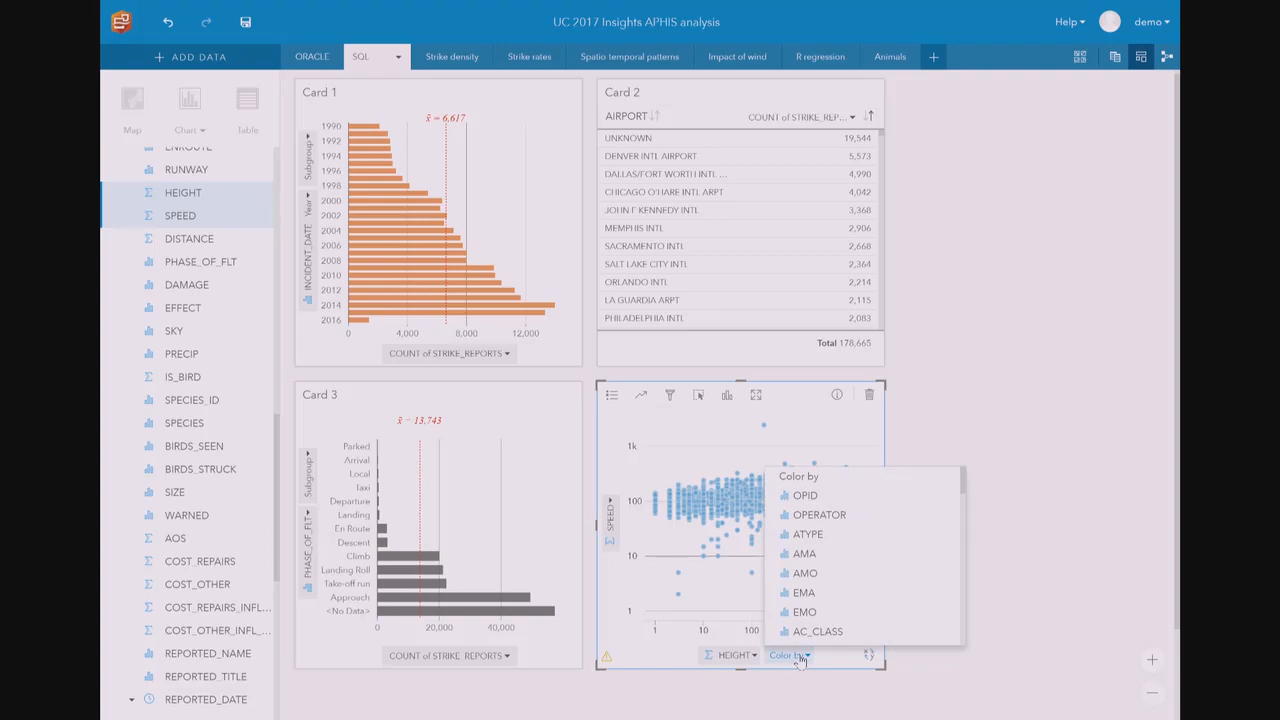 UC 2017 Insights APHIS analysis
Help
demo
ADD DATA
ORACLE
SQL
Strike density
Strike rates
Spatio temporal patterns
Impact of wind
R regression
Animals
Map
Chart
Table
ENROUTE
RUNWAY
HEIGHT
SPEED
DISTANCE
PHASE_OF_FLT
DAMAGE
EFFECT
SKY
PRECIP
IS_BIRD
SPECIES_ID
SPECIES
BIRDS_SEEN
BIRDS_STRUCK
SIZE
WARNED
AOS
COST_REPAIRS
COST_OTHER
COST_REPAIRS_INFL_...
COST_OTHER_INFL_...
REPORTED_NAME
REPORTED_TITLE
REPORTED_DATE
Card 1
x̄ = 6,617
Subgroup
INCIDENT_DATE Year
1990
1992
1994
1996
1998
2000
2002
2004
2006
2008
2010
2012
2014
2016
0 4,000 8,000 12,000
COUNT of STRIKE_REPORTS
Card 2
AIRPORT COUNT of STRIKE_REP...
UNKNOWN 19,544
DENVER INTL AIRPORT 5,573
DALLAS/FORT WORTH INTL ... 4,990
CHICAGO O'HARE INTL ARPT 4,042
JOHN F KENNEDY INTL 3,368
MEMPHIS INTL 2,906
SACRAMENTO INTL 2,668
SALT LAKE CITY INTL 2,364
ORLANDO INTL 2,214
LA GUARDIA ARPT 2,115
PHILADELPHIA INTL 2,083
Total 178,665
Card 3
x̄ = 13,743
Subgroup
PHASE_OF_FLT
Parked
Arrival
Local
Taxi
Departure
Landing
En Route
Descent
Climb
Landing Roll
Take-off run
Approach
<No Data>
0 20,000 40,000
COUNT of STRIKE_REPORTS
SPEED
1k
100
10
1
1 10 100
HEIGHT
Color by
Color by
OPID
OPERATOR
ATYPE
AMA
AMO
EMA
EMO
AC_CLASS